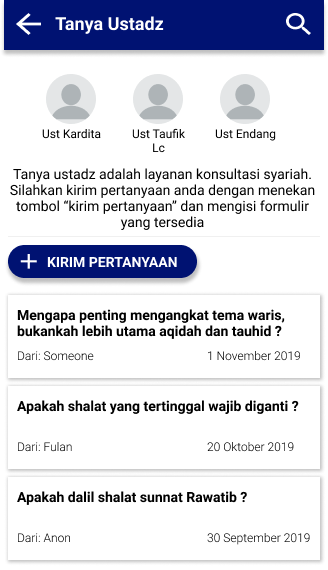 Tanya Ustadz
Ust Kardita
Ust Taufik
Lc
Ust Endang
Tanya ustadz adalah layanan konsultasi syariah.
Silahkan kirim pertanyaan anda dengan menekan
tombol “kirim pertanyaan” dan mengisi formulir
yang tersedia
KIRIM PERTANYAAN
Mengapa penting mengangkat tema waris,
bukankah lebih utama aqidah dan tauhid ?
Dari: Someone 1 November 2019
Apakah shalat yang tertinggal wajib diganti ?
Dari: Fulan 20 Oktober 2019
Apakah dalil shalat sunnat Rawatib ?
Dari: Anon 30 September 2019